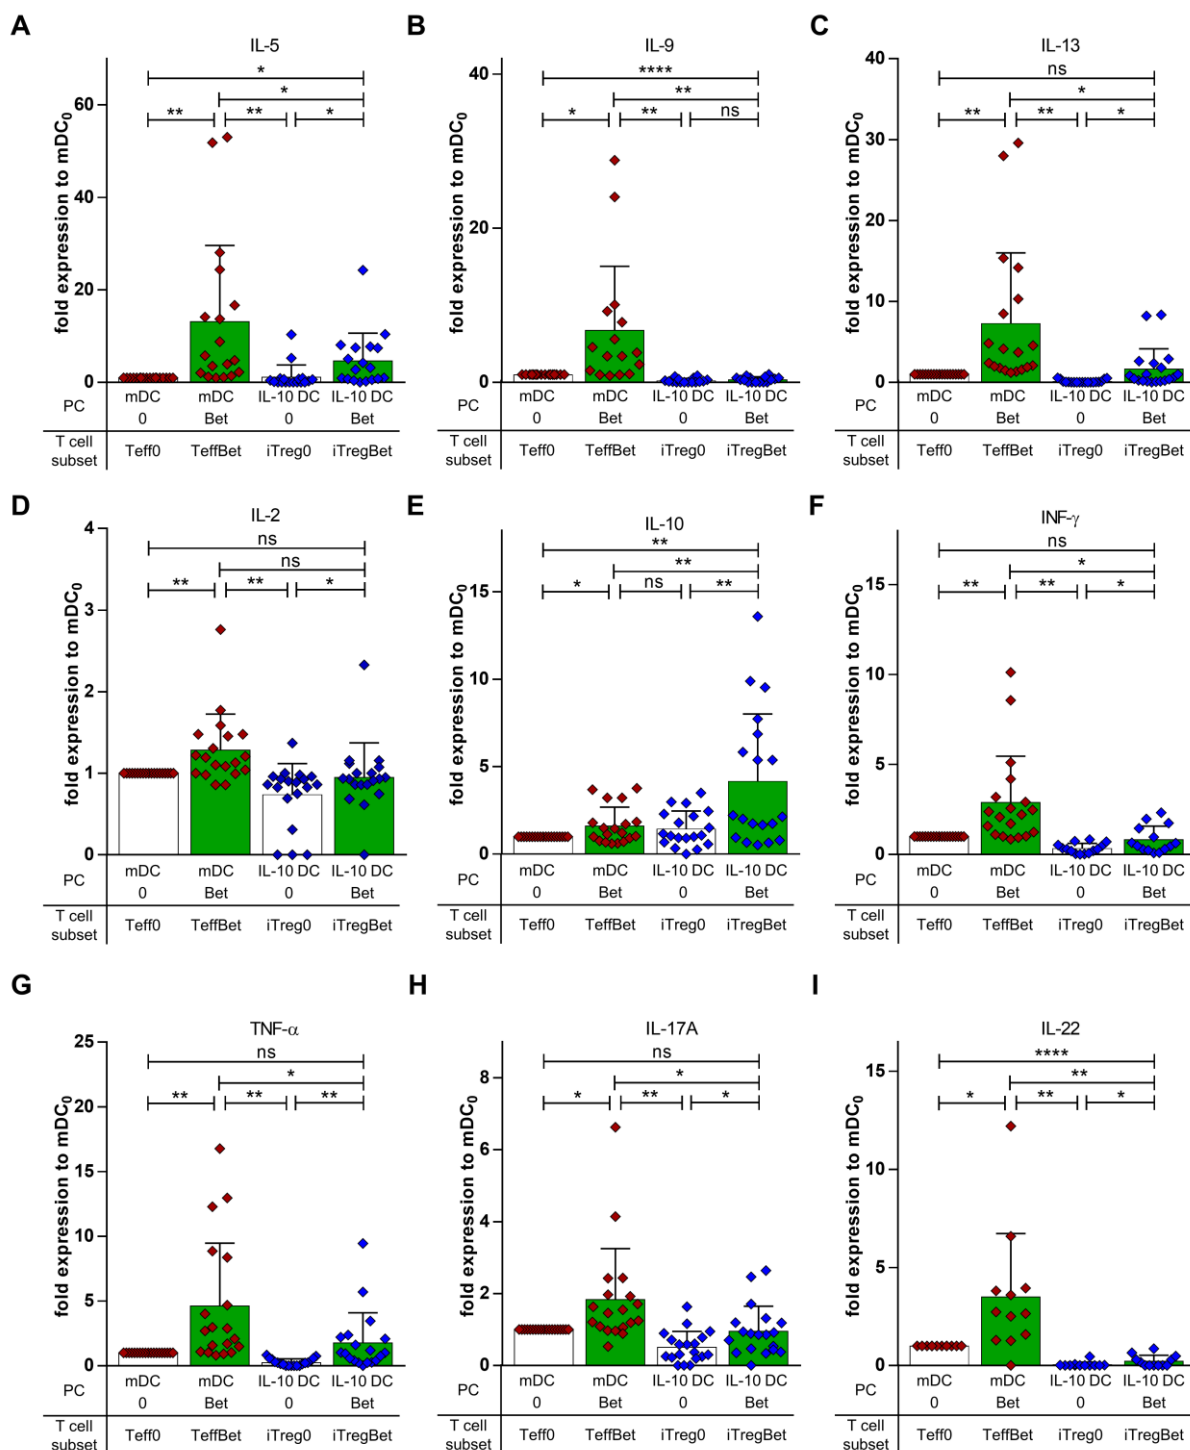 A
IL-5
fold expression to mDC0
60
40
20
0
*
*
** ** *
PC
mDC mDC IL-10 DC IL-10 DC
0 Bet 0 Bet
T cell
subset
Teff0 TeffBet iTreg0 iTregBet
B
IL-9
fold expression to mDC0
40
20
0
****
**
* ** ns
PC
mDC mDC IL-10 DC IL-10 DC
0 Bet 0 Bet
T cell
subset
Teff0 TeffBet iTreg0 iTregBet
C
IL-13
fold expression to mDC0
40
30
20
10
0
ns
*
** ** *
PC
mDC mDC IL-10 DC IL-10 DC
0 Bet 0 Bet
T cell
subset
Teff0 TeffBet iTreg0 iTregBet
D
IL-2
fold expression to mDC0
4
3
2
1
0
ns
ns
** ** *
PC
mDC mDC IL-10 DC IL-10 DC
0 Bet 0 Bet
T cell
subset
Teff0 TeffBet iTreg0 iTregBet
E
IL-10
fold expression to mDC0
15
10
5
0
**
**
* ns **
PC
mDC mDC IL-10 DC IL-10 DC
0 Bet 0 Bet
T cell
subset
Teff0 TeffBet iTreg0 iTregBet
F
INF-γ
fold expression to mDC0
15
10
5
0
ns
*
** ** *
PC
mDC mDC IL-10 DC IL-10 DC
0 Bet 0 Bet
T cell
subset
Teff0 TeffBet iTreg0 iTregBet
G
TNF-α
fold expression to mDC0
25
20
15
10
5
0
ns
*
** ** **
PC
mDC mDC IL-10 DC IL-10 DC
0 Bet 0 Bet
T cell
subset
Teff0 TeffBet iTreg0 iTregBet
H
IL-17A
fold expression to mDC0
8
6
4
2
0
ns
*
* ** *
PC
mDC mDC IL-10 DC IL-10 DC
0 Bet 0 Bet
T cell
subset
Teff0 TeffBet iTreg0 iTregBet
I
IL-22
fold expression to mDC0
15
10
5
0
****
**
* ** *
PC
mDC mDC IL-10 DC IL-10 DC
0 Bet 0 Bet
T cell
subset
Teff0 TeffBet iTreg0 iTregBet